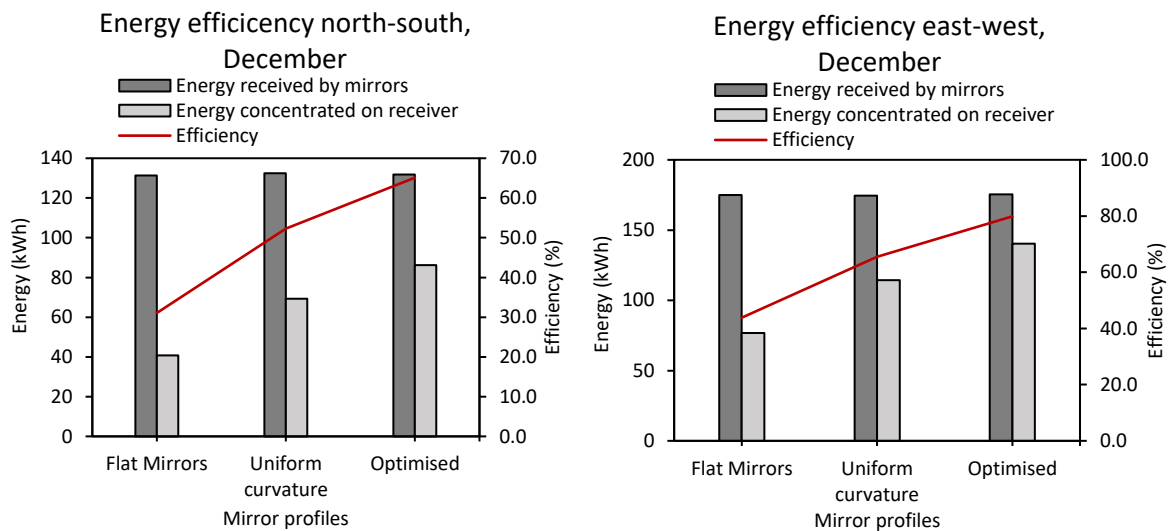 Energy efficicency north-south,
December
Energy received by mirrors
Energy concentrated on receiver
Efficiency
140
120
100
80
60
40
20
0
Energy (kWh)
70.0
60.0
50.0
40.0
30.0
20.0
10.0
0.0
Efficiency (%)
Flat Mirrors
Uniform
curvature
Optimised
Mirror profiles
Energy efficiency east-west,
December
Energy received by mirrors
Energy concentrated on receiver
Efficiency
200
150
100
50
0
Energy (kWh)
100.0
80.0
60.0
40.0
20.0
0.0
Efficiency (%)
Flat Mirrors
Uniform
curvature
Optimised
Mirror profiles